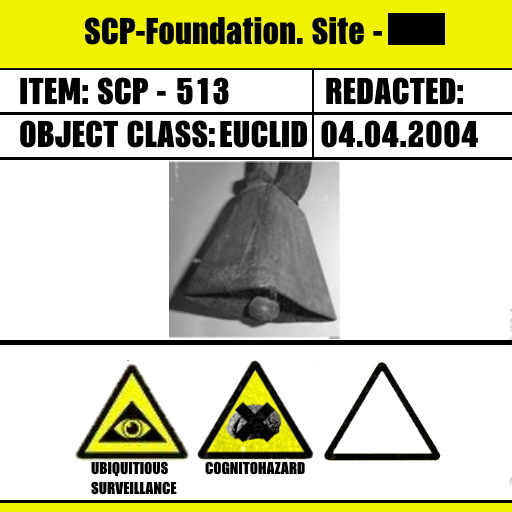 SCP-Foundation. Site -
ITEM: SCP - 513
REDACTED:
OBJECT CLASS: EUCLID
04.04.2004
UBIQUITIOUS
SURVEILLANCE
COGNITOHAZARD